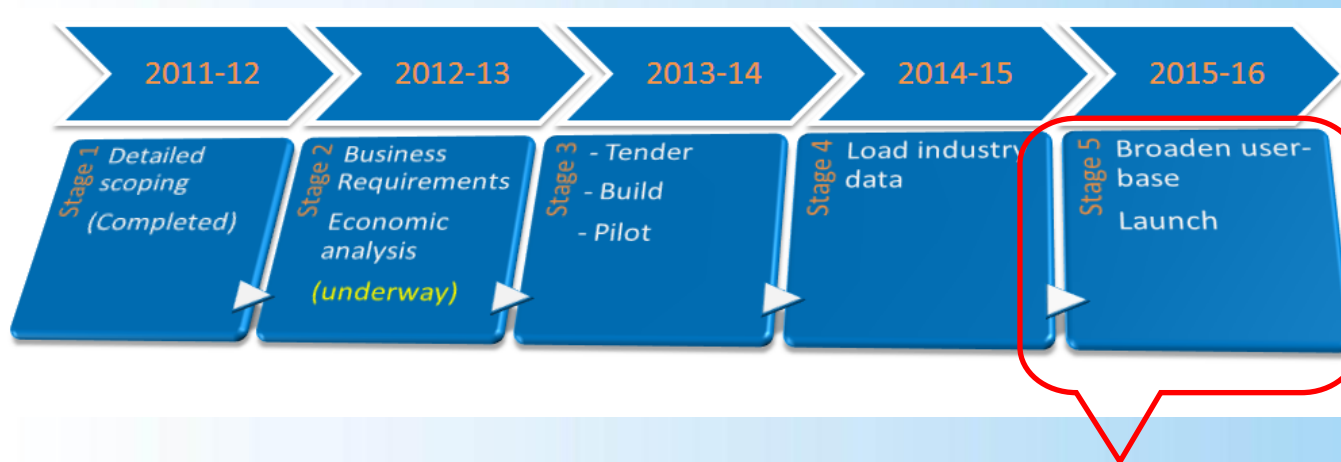 2011-12
2012-13
2013-14
2014-15
2015-16
Stage 1
Detailed
scoping
(Completed)
Stage 2
Business
Requirements
Economic
analysis
(underway)
Stage 3
- Tender
- Build
- Pilot
Stage 4
Load industry
data
Stage 5
Broaden user-
base
Launch